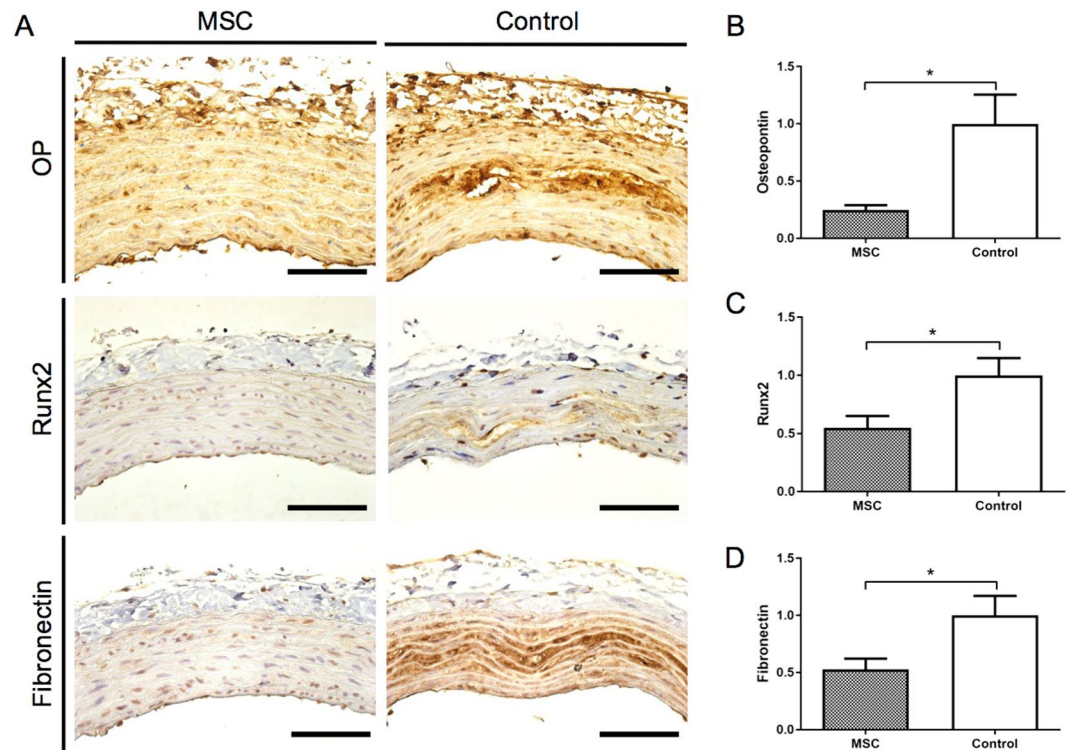 A
MSC
Control
OP
Runx2
Fibronectin
B
Osteopontin
1.5
1.0
0.5
0.0
*
MSC
Control
C
Runx2
1.5
1.0
0.5
0.0
*
MSC
Control
D
Fibronectin
1.5
1.0
0.5
0.0
*
MSC
Control